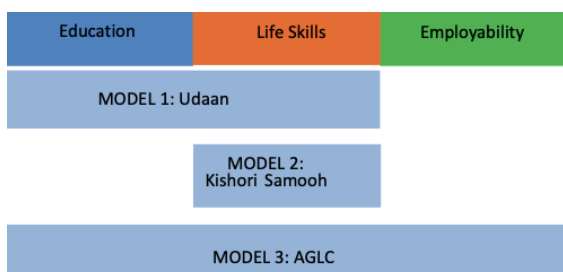 Education Life Skills Employability
MODEL 1: Udaan
MODEL 2:
Kishori Samooh
MODEL 3: AGLC